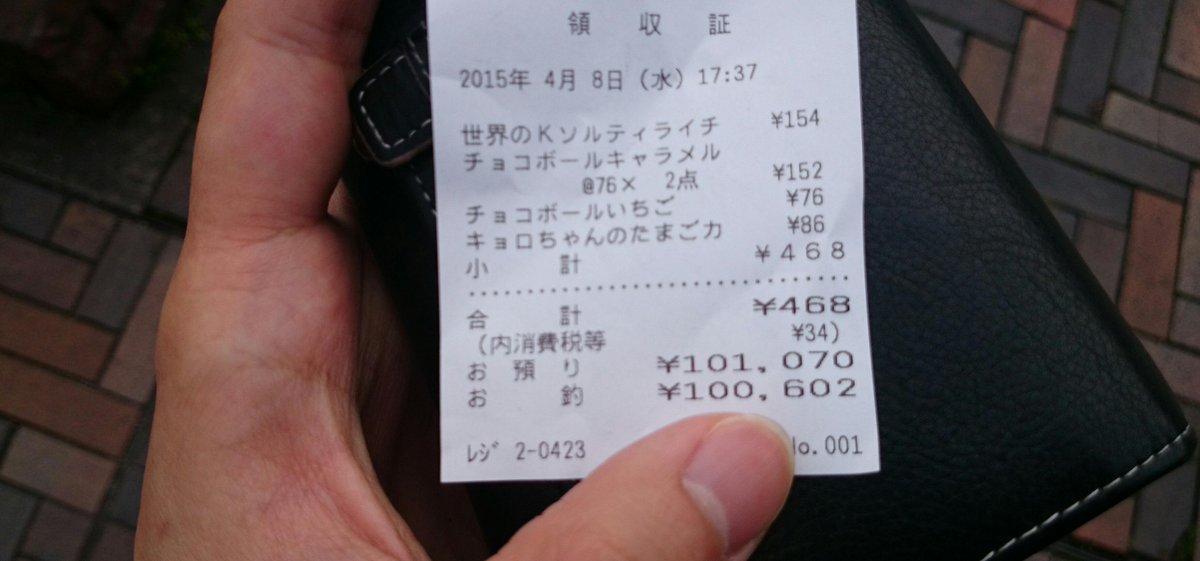 領収証
2015年 4月 8日（水）17:37
世界のKソルティライチ ¥154
チョコボールキャラメル
@76× 2点 ¥152
チョコボールいちご ¥76
キョロちゃんのたまごカ ¥86
小計 ¥468
合計 ¥468
（内消費税等 ¥34）
お預り ¥101,070
お釣 ¥100,602
ﾚｼﾞ 2-0423 No.001